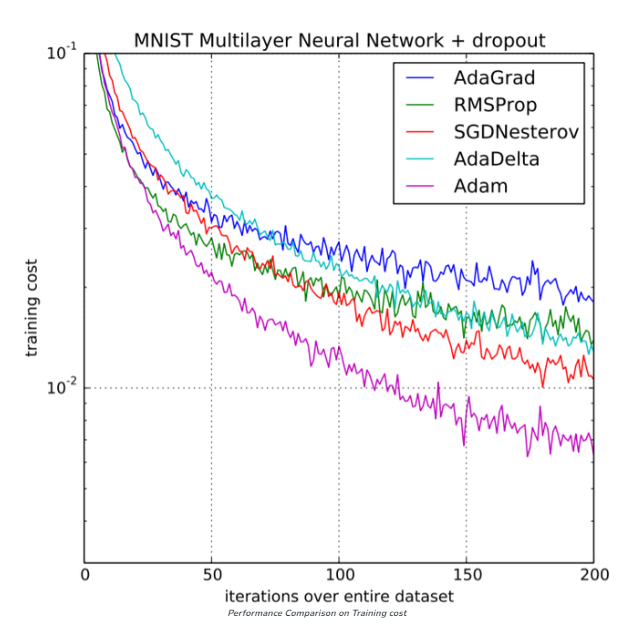 MNIST Multilayer Neural Network + dropout
10⁻¹
AdaGrad
RMSProp
SGDNesterov
AdaDelta
Adam
training cost
10⁻²
0 50 100 150 200
iterations over entire dataset
Performance Comparison on Training cost